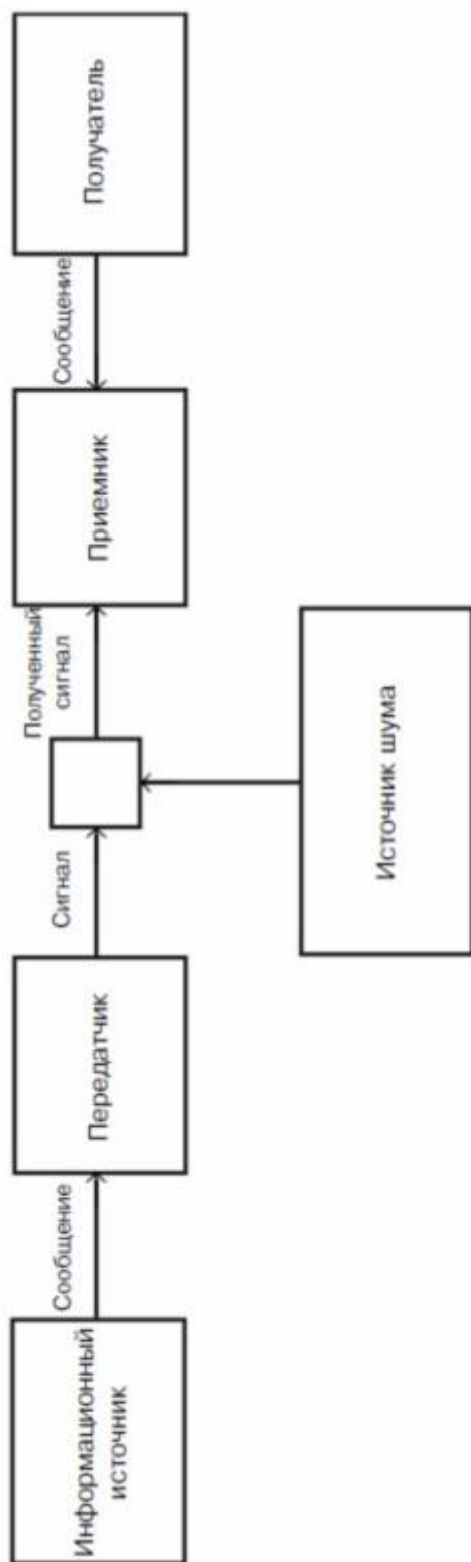 Информационный
источник
Сообщение
Передатчик
Сигнал
Полученный
сигнал
Приемник
Сообщение
Получатель
Источник шума